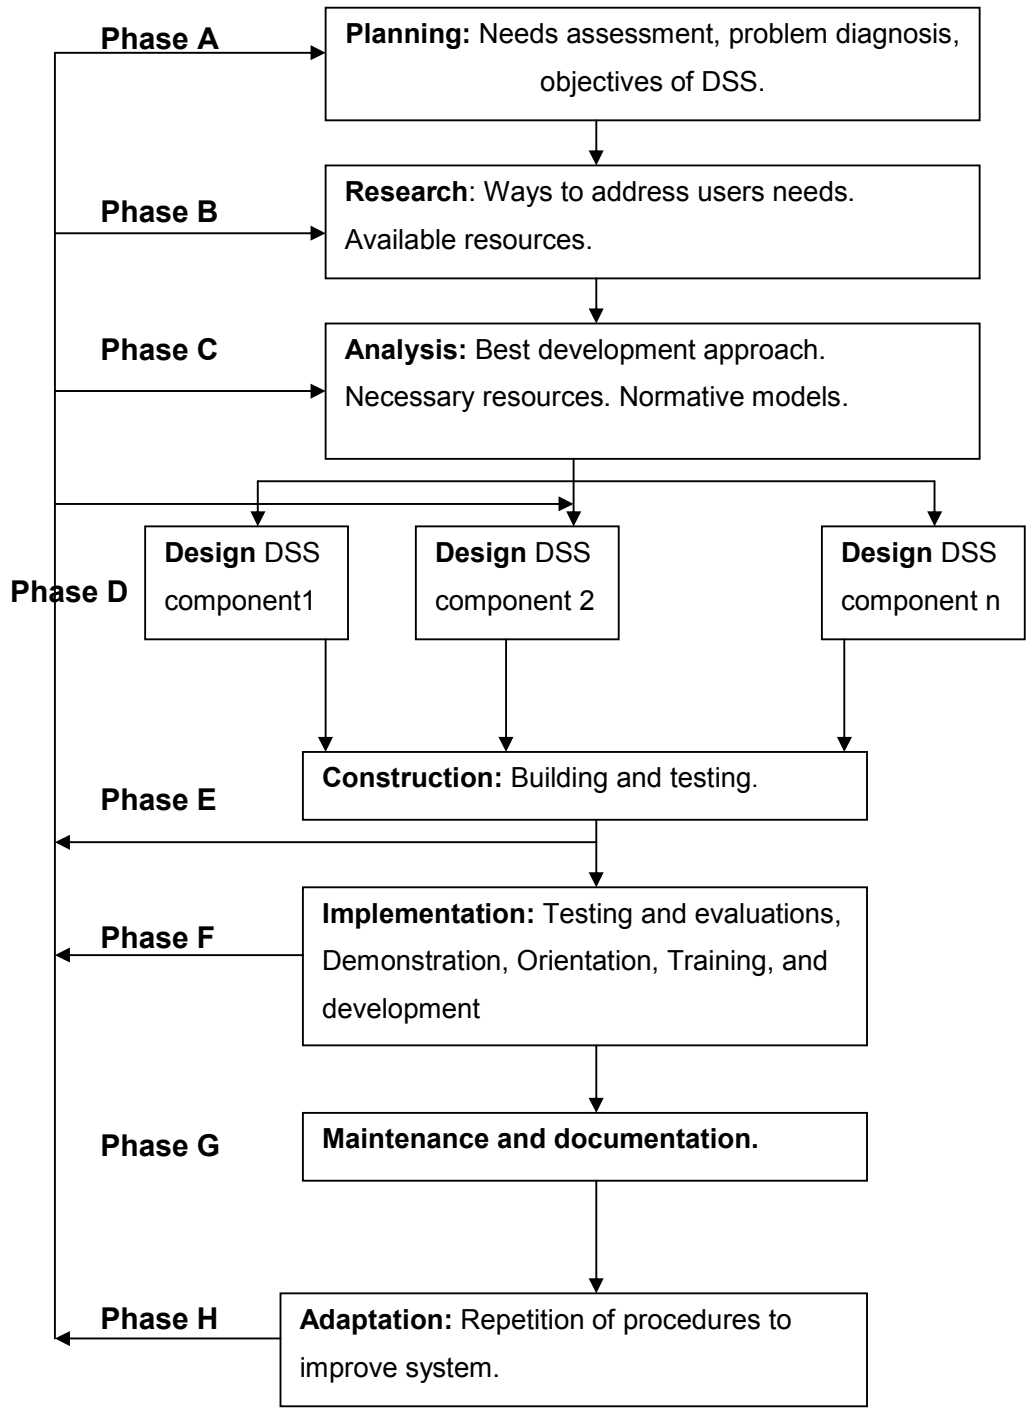 Phase A
Planning: Needs assessment, problem diagnosis,
objectives of DSS.
Phase B
Research: Ways to address users needs.
Available resources.
Phase C
Analysis: Best development approach.
Necessary resources. Normative models.
Phase D
Design DSS
component1
Design DSS
component 2
Design DSS
component n
Construction: Building and testing.
Phase E
Implementation: Testing and evaluations,
Demonstration, Orientation, Training, and
development
Phase F
Phase G
Maintenance and documentation.
Phase H
Adaptation: Repetition of procedures to
improve system.